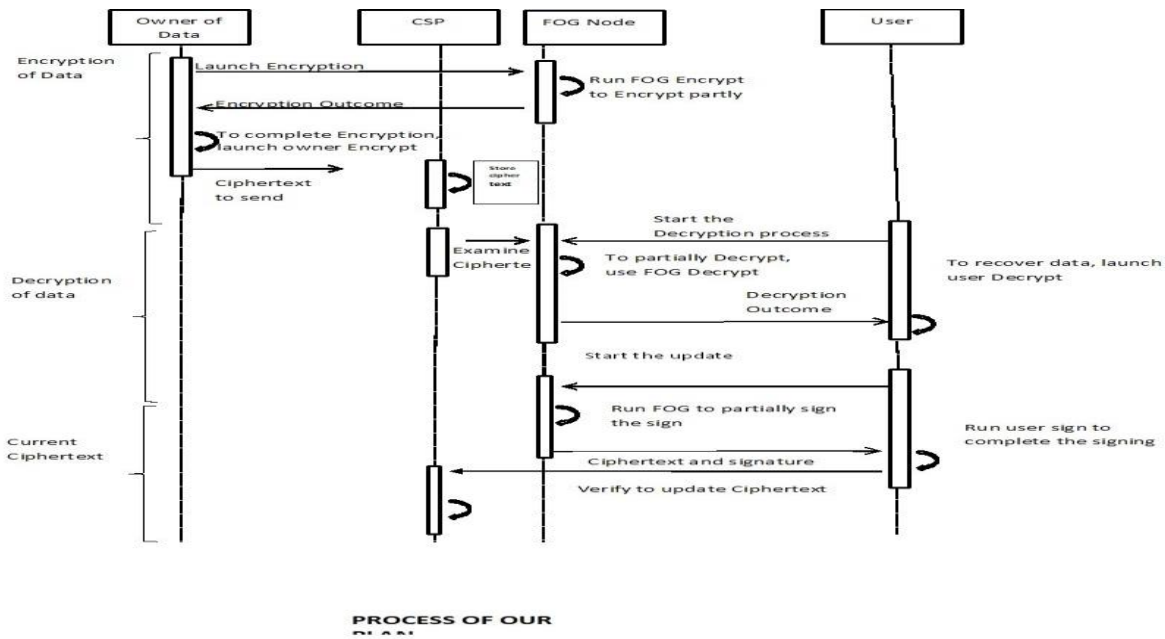 Owner of
Data
CSP
FOG Node
User
Encryption
of Data
Launch Encryption
Run FOG Encrypt
to Encrypt partly
Encryption Outcome
To complete Encryption,
launch owner Encrypt
Ciphertext
to send
Store
cipher
text
Start the
Decryption process
Examine
Cipherte
To partially Decrypt,
use FOG Decrypt
To recover data, launch
user Decrypt
Decryption
of data
Decryption
Outcome
Start the update
Run FOG to partially sign
the sign
Run user sign to
complete the signing
Current
Ciphertext
Ciphertext and signature
Verify to update Ciphertext
PROCESS OF OUR
PLAN